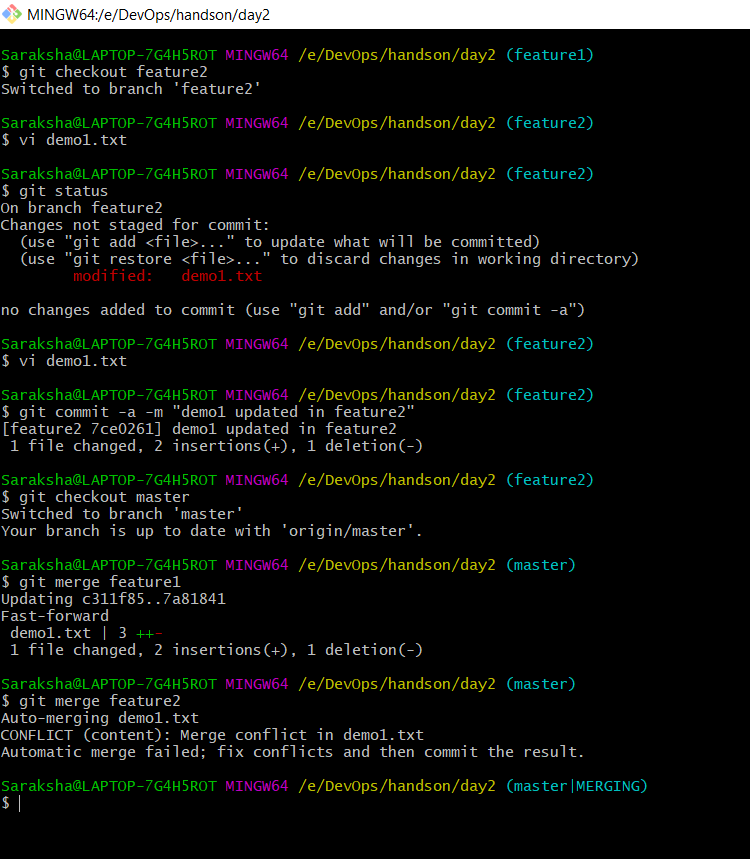 MINGW64:/e/DevOps/handson/day2
Saraksha@LAPTOP-7G4H5ROT MINGW64 /e/DevOps/handson/day2 (feature1)
$ git checkout feature2
Switched to branch 'feature2'
Saraksha@LAPTOP-7G4H5ROT MINGW64 /e/DevOps/handson/day2 (feature2)
$ vi demo1.txt
Saraksha@LAPTOP-7G4H5ROT MINGW64 /e/DevOps/handson/day2 (feature2)
$ git status
On branch feature2
Changes not staged for commit:
  (use "git add <file>..." to update what will be committed)
  (use "git restore <file>..." to discard changes in working directory)
        modified:   demo1.txt
no changes added to commit (use "git add" and/or "git commit -a")
Saraksha@LAPTOP-7G4H5ROT MINGW64 /e/DevOps/handson/day2 (feature2)
$ vi demo1.txt
Saraksha@LAPTOP-7G4H5ROT MINGW64 /e/DevOps/handson/day2 (feature2)
$ git commit -a -m "demo1 updated in feature2"
[feature2 7ce0261] demo1 updated in feature2
 1 file changed, 2 insertions(+), 1 deletion(-)
Saraksha@LAPTOP-7G4H5ROT MINGW64 /e/DevOps/handson/day2 (feature2)
$ git checkout master
Switched to branch 'master'
Your branch is up to date with 'origin/master'.
Saraksha@LAPTOP-7G4H5ROT MINGW64 /e/DevOps/handson/day2 (master)
$ git merge feature1
Updating c311f85..7a81841
Fast-forward
 demo1.txt | 3 ++-
 1 file changed, 2 insertions(+), 1 deletion(-)
Saraksha@LAPTOP-7G4H5ROT MINGW64 /e/DevOps/handson/day2 (master)
$ git merge feature2
Auto-merging demo1.txt
CONFLICT (content): Merge conflict in demo1.txt
Automatic merge failed; fix conflicts and then commit the result.
Saraksha@LAPTOP-7G4H5ROT MINGW64 /e/DevOps/handson/day2 (master|MERGING)
$